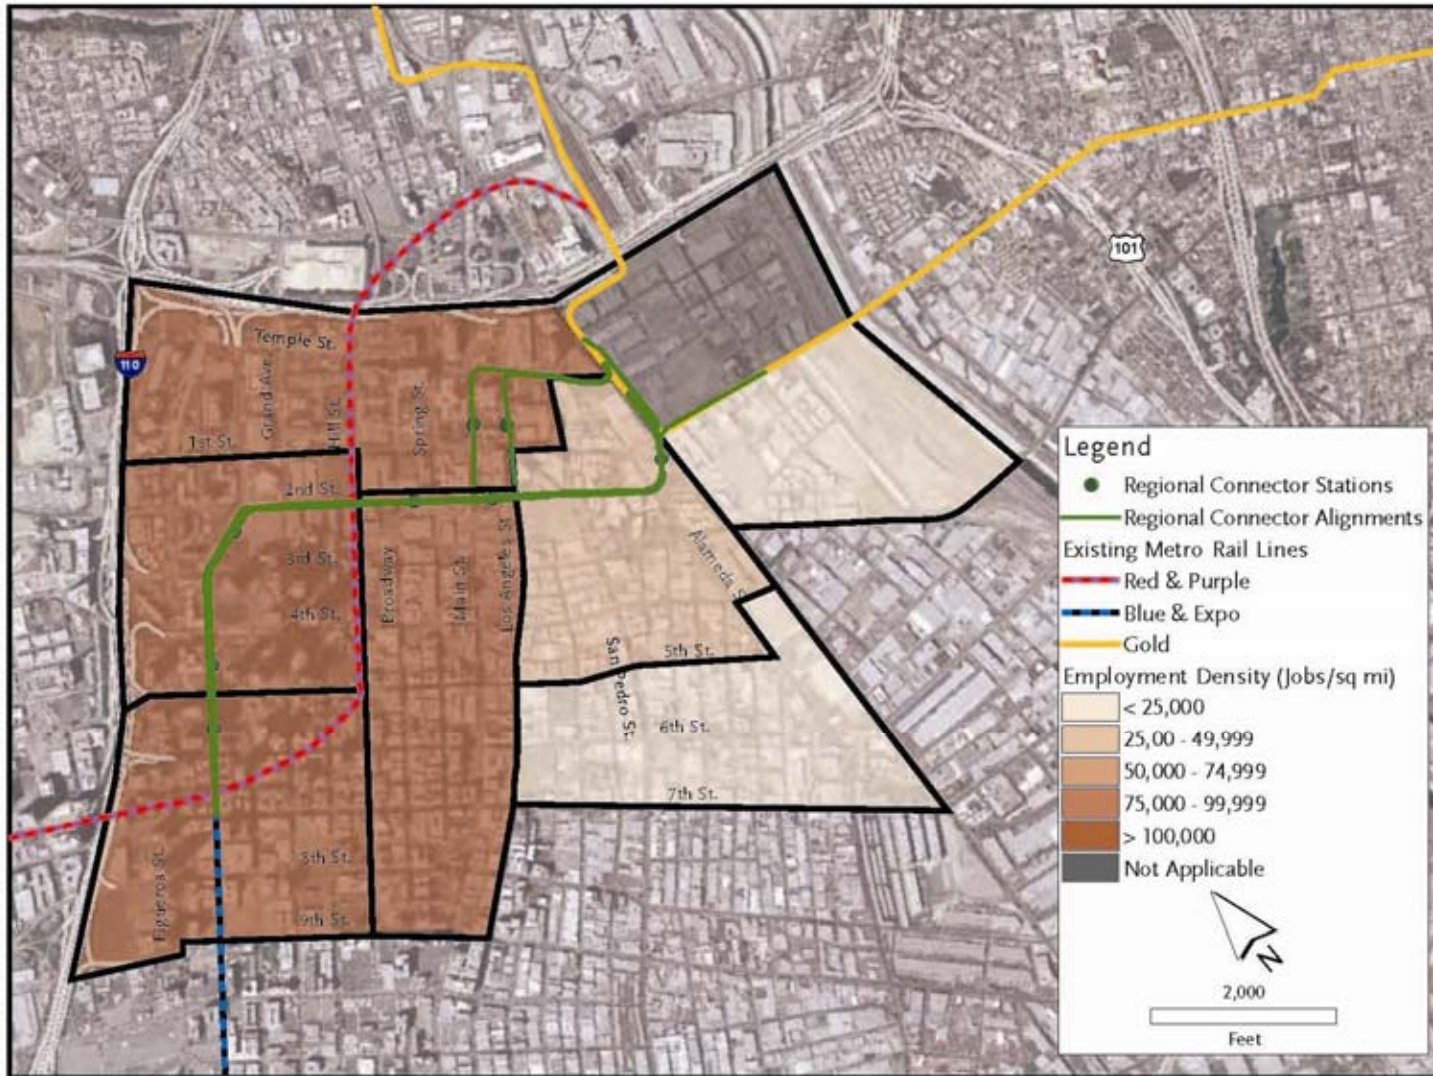 101
110
Temple St.
Grand Ave
Hill St.
Spring St.
1st St.
2nd St.
3rd St.
4th St.
Broadway
Main St.
Los Angeles St
Alameda St
San Pedro St.
5th St.
6th St.
7th St.
8th St.
9th St.
Figueroa St.
Legend
Regional Connector Stations
Regional Connector Alignments
Existing Metro Rail Lines
Red & Purple
Blue & Expo
Gold
Employment Density (Jobs/sq mi)
< 25,000
25,00 - 49,999
50,000 - 74,999
75,000 - 99,999
> 100,000
Not Applicable
N
2,000
Feet